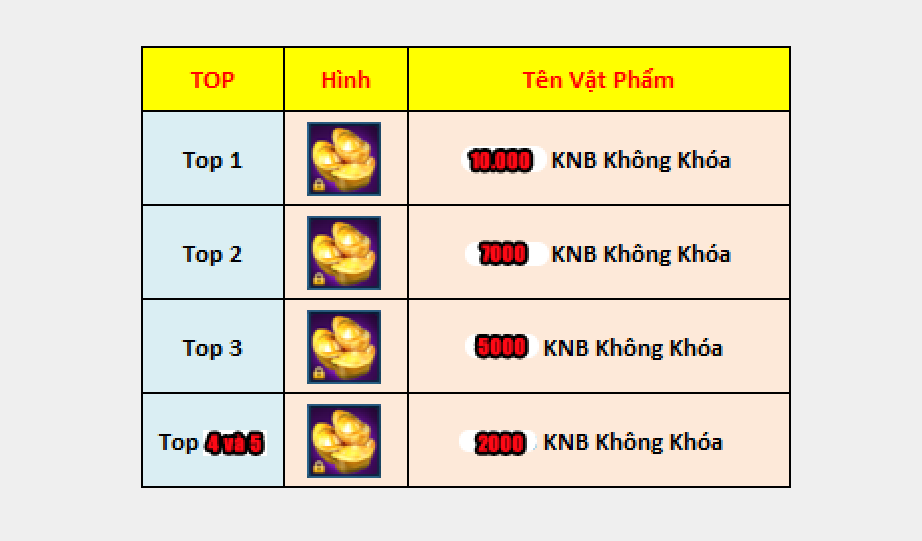 TOP Hình Tên Vật Phẩm
Top 1 10.000 KNB Không Khóa
Top 2 7000 KNB Không Khóa
Top 3 5000 KNB Không Khóa
Top 4 và 5 2000 KNB Không Khóa